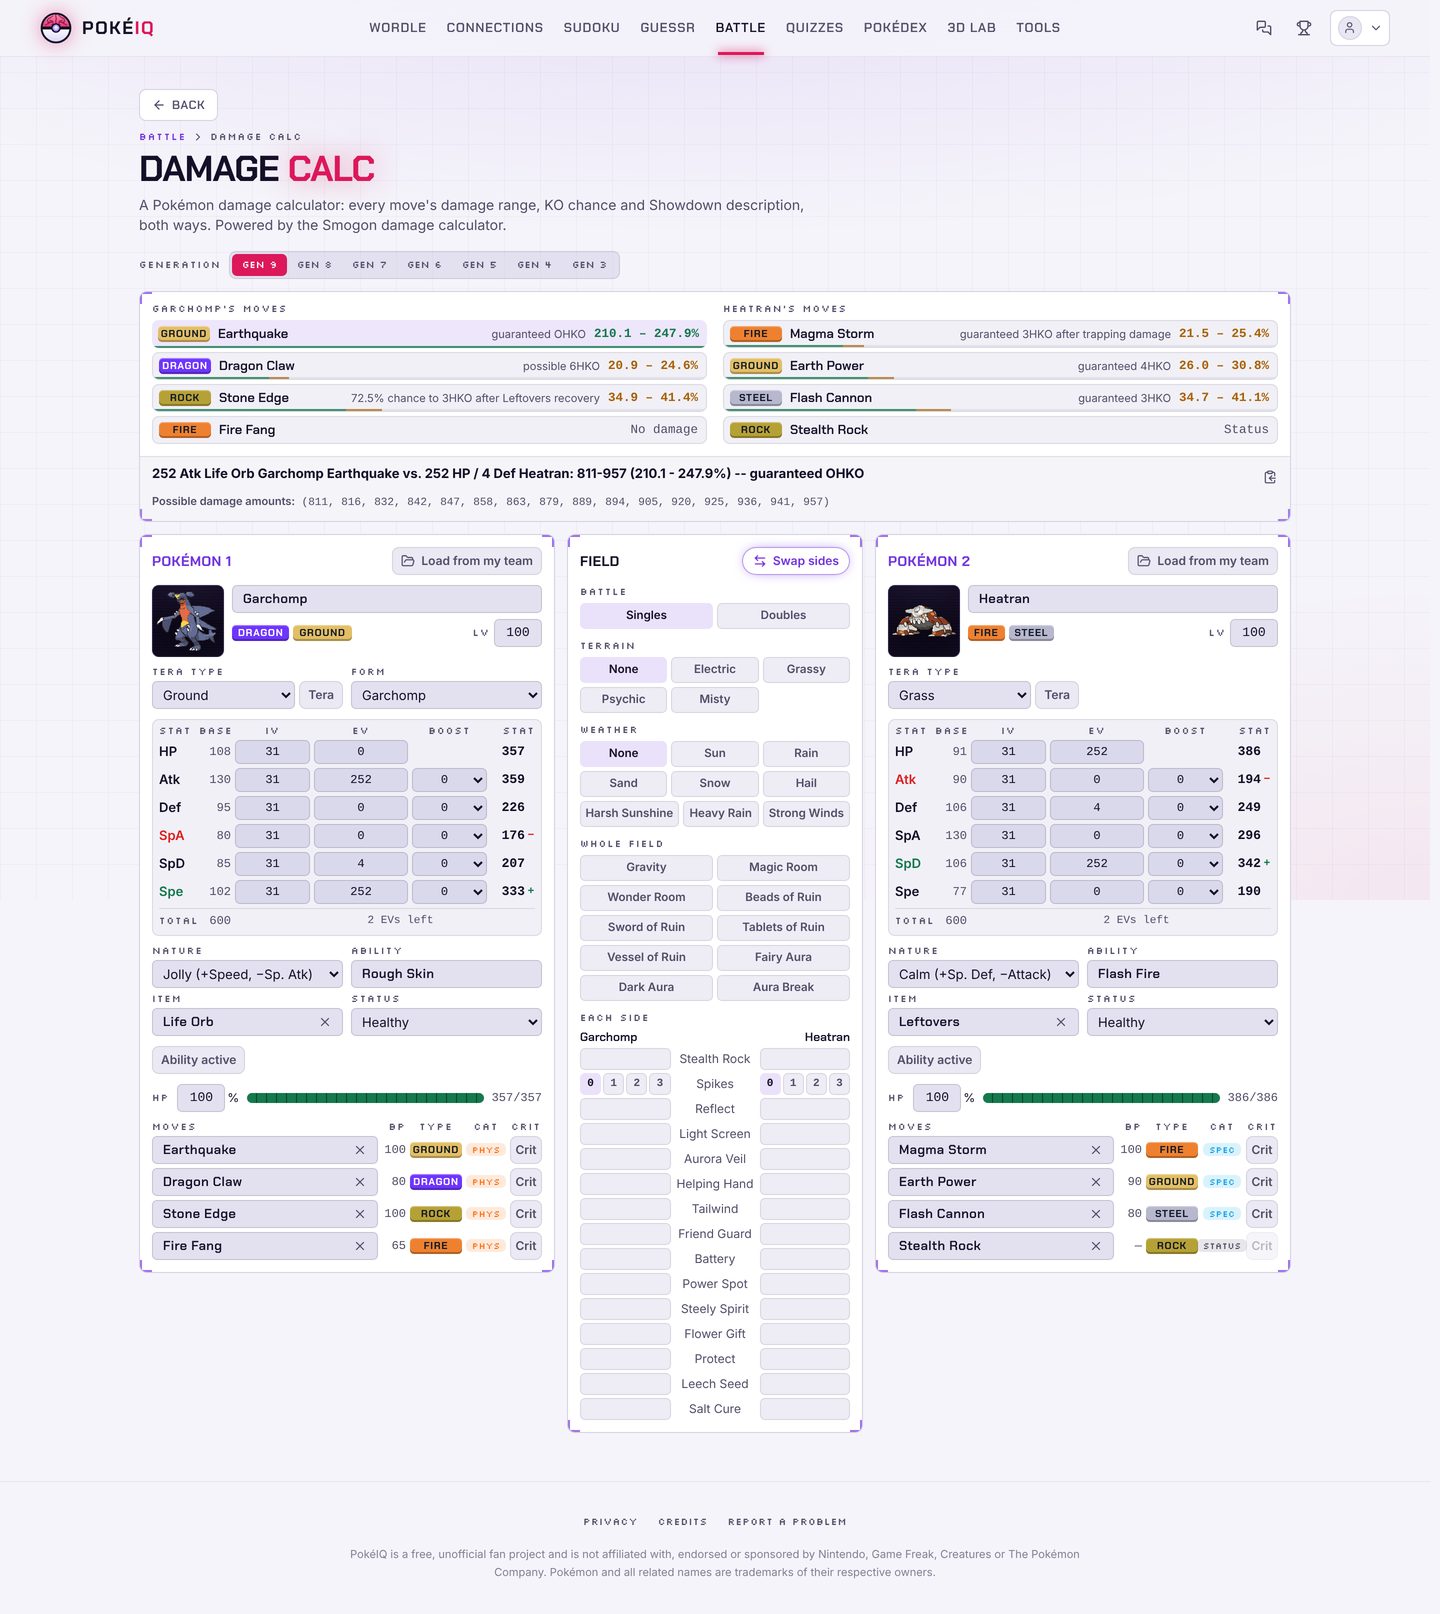 POKÉIQ
WORDLE CONNECTIONS SUDOKU GUESSR BATTLE QUIZZES POKÉDEX 3D LAB TOOLS
BACK
BATTLE > DAMAGE CALC
DAMAGE CALC
A Pokémon damage calculator: every move's damage range, KO chance and Showdown description,
both ways. Powered by the Smogon damage calculator.
GENERATION GEN 9 GEN 8 GEN 7 GEN 6 GEN 5 GEN 4 GEN 3
GARCHOMP'S MOVES
GROUND Earthquake guaranteed OHKO 210.1 – 247.9%
DRAGON Dragon Claw possible 6HKO 20.9 – 24.6%
ROCK Stone Edge 72.5% chance to 3HKO after Leftovers recovery 34.9 – 41.4%
FIRE Fire Fang No damage
HEATRAN'S MOVES
FIRE Magma Storm guaranteed 3HKO after trapping damage 21.5 – 25.4%
GROUND Earth Power guaranteed 4HKO 26.0 – 30.8%
STEEL Flash Cannon guaranteed 3HKO 34.7 – 41.1%
ROCK Stealth Rock Status
252 Atk Life Orb Garchomp Earthquake vs. 252 HP / 4 Def Heatran: 811-957 (210.1 - 247.9%) -- guaranteed OHKO
Possible damage amounts: (811, 816, 832, 842, 847, 858, 863, 879, 889, 894, 905, 920, 925, 936, 941, 957)
POKÉMON 1 Load from my team
Garchomp
DRAGON GROUND LV 100
TERA TYPE FORM
Ground Tera Garchomp
STAT BASE IV EV BOOST STAT
HP 108 31 0 357
Atk 130 31 252 0 359
Def 95 31 0 0 226
SpA 80 31 0 0 176 −
SpD 85 31 4 0 207
Spe 102 31 252 0 333 +
TOTAL 600 2 EVs left
NATURE ABILITY
Jolly (+Speed, −Sp. Atk) Rough Skin
ITEM STATUS
Life Orb Healthy
Ability active
HP 100 % 357/357
MOVES BP TYPE CAT CRIT
Earthquake 100 GROUND PHYS Crit
Dragon Claw 80 DRAGON PHYS Crit
Stone Edge 100 ROCK PHYS Crit
Fire Fang 65 FIRE PHYS Crit
FIELD Swap sides
BATTLE
Singles Doubles
TERRAIN
None Electric Grassy
Psychic Misty
WEATHER
None Sun Rain
Sand Snow Hail
Harsh Sunshine Heavy Rain Strong Winds
WHOLE FIELD
Gravity Magic Room
Wonder Room Beads of Ruin
Sword of Ruin Tablets of Ruin
Vessel of Ruin Fairy Aura
Dark Aura Aura Break
EACH SIDE
Garchomp Heatran
Stealth Rock
0 1 2 3 Spikes 0 1 2 3
Reflect
Light Screen
Aurora Veil
Helping Hand
Tailwind
Friend Guard
Battery
Power Spot
Steely Spirit
Flower Gift
Protect
Leech Seed
Salt Cure
POKÉMON 2 Load from my team
Heatran
FIRE STEEL LV 100
TERA TYPE
Grass Tera
STAT BASE IV EV BOOST STAT
HP 91 31 252 386
Atk 90 31 0 0 194 −
Def 106 31 4 0 249
SpA 130 31 0 0 296
SpD 106 31 252 0 342 +
Spe 77 31 0 0 190
TOTAL 600 2 EVs left
NATURE ABILITY
Calm (+Sp. Def, −Attack) Flash Fire
ITEM STATUS
Leftovers Healthy
Ability active
HP 100 % 386/386
MOVES BP TYPE CAT CRIT
Magma Storm 100 FIRE SPEC Crit
Earth Power 90 GROUND SPEC Crit
Flash Cannon 80 STEEL SPEC Crit
Stealth Rock — ROCK STATUS Crit
PRIVACY CREDITS REPORT A PROBLEM
PokéIQ is a free, unofficial fan project and is not affiliated with, endorsed or sponsored by Nintendo, Game Freak, Creatures or The Pokémon
Company. Pokémon and all related names are trademarks of their respective owners.